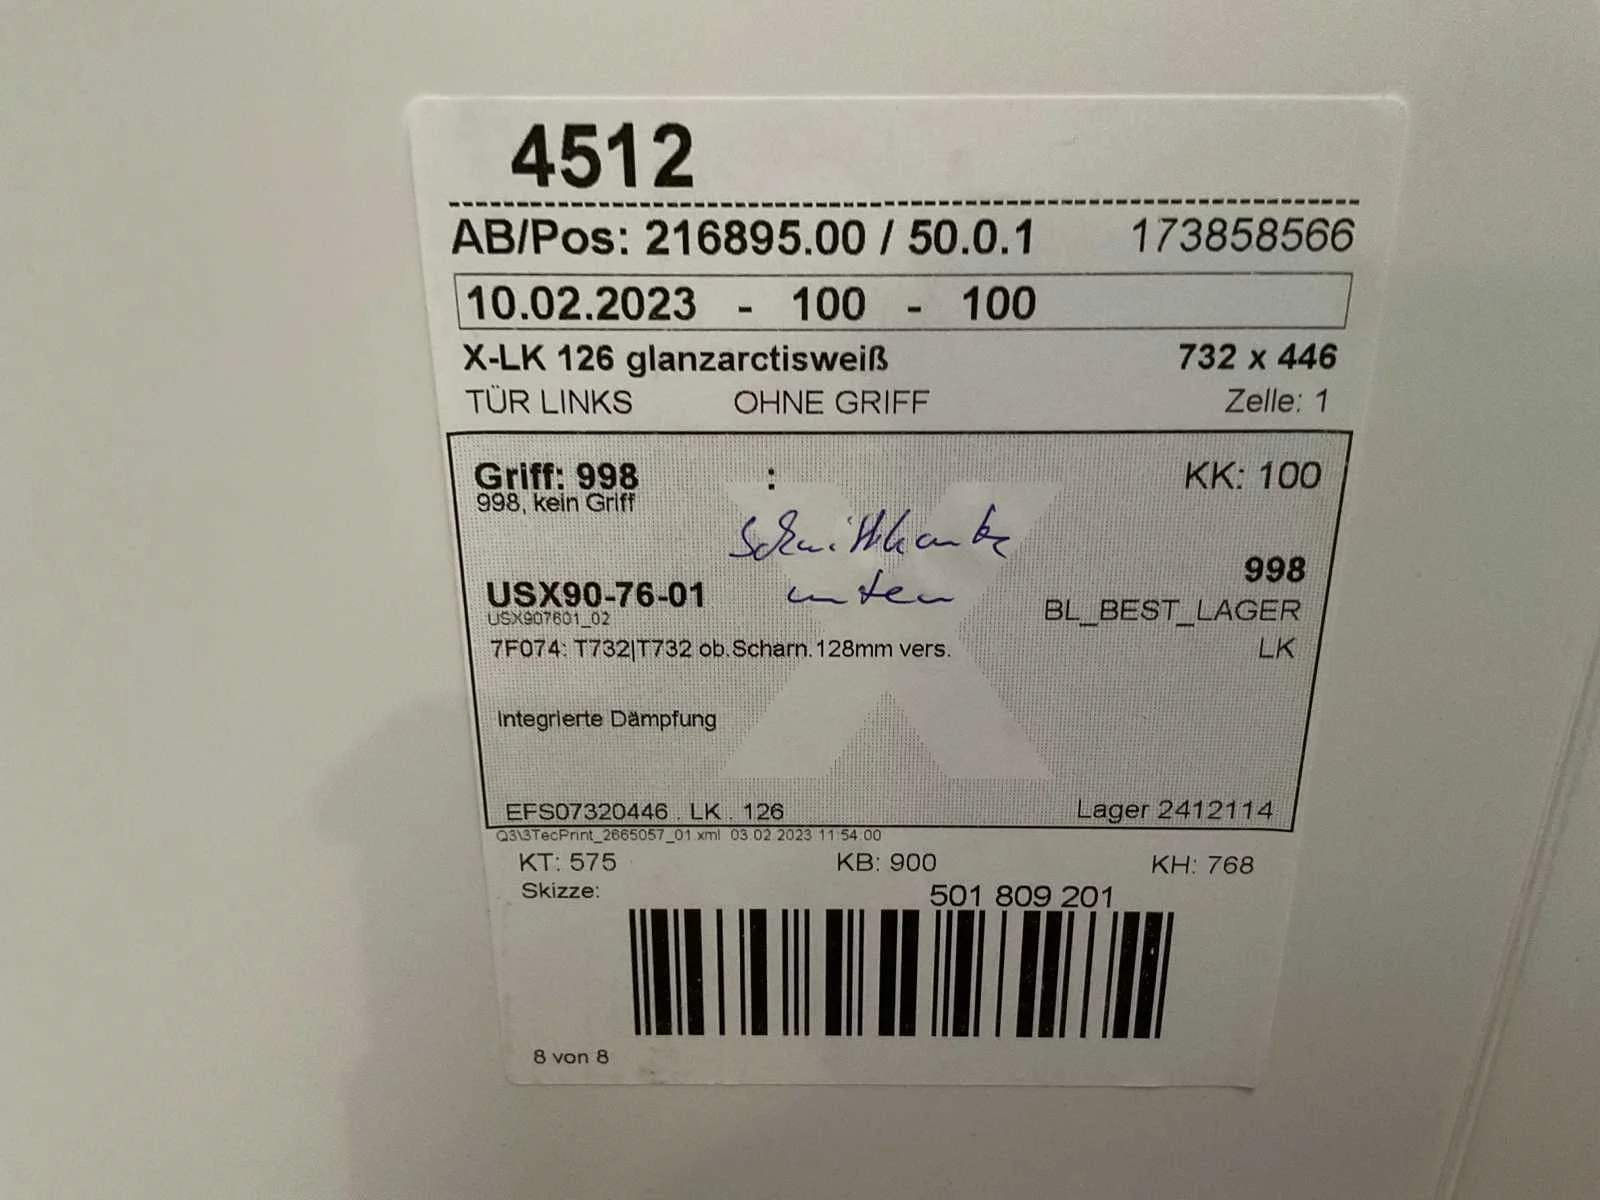 4512
AB/Pos: 216895.00 / 50.0.1 173858566
10.02.2023 - 100 - 100
X-LK 126 glanzarctisweiß 732 x 446
TÜR LINKS OHNE GRIFF Zelle: 1
Griff: 998 : KK: 100
998, kein Griff
Schnittkante
unten
998
USX90-76-01 BL_BEST_LAGER
USX907601_02
7F074: T732|T732 ob.Scharn.128mm vers. LK
Integrierte Dämpfung
EFS07320446 . LK . 126 Lager 2412114
Q3\3TecPrint_2665057_01.xml 03.02.2023 11:54:00
KT: 575 KB: 900 KH: 768
Skizze: 501 809 201
8 von 8